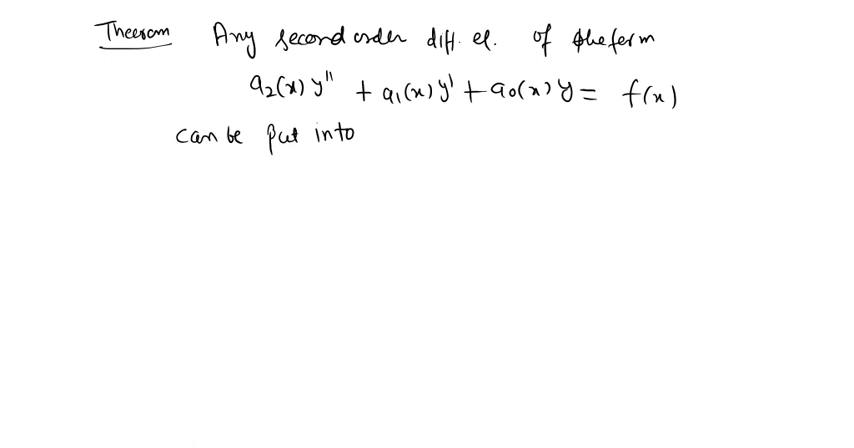 Theorem Any second order diff. eq. of the form
a₂(x) y'' + a₁(x) y' + a₀(x) y = f(x)
can be put into